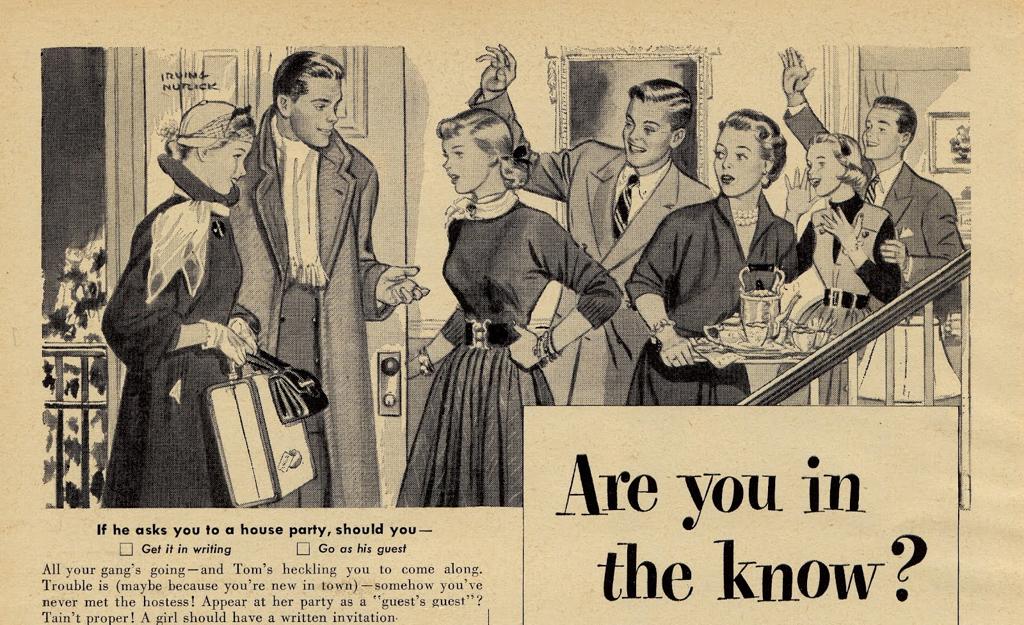 IRVING
NURICK
If he asks you to a house party, should you—
☐ Get it in writing ☐ Go as his guest
All your gang's going—and Tom's heckling you to come along.
Trouble is (maybe because you're new in town)—somehow you've
never met the hostess! Appear at her party as a "guest's guest"?
Tain't proper! A girl should have a written invitation
Are you in
the know?